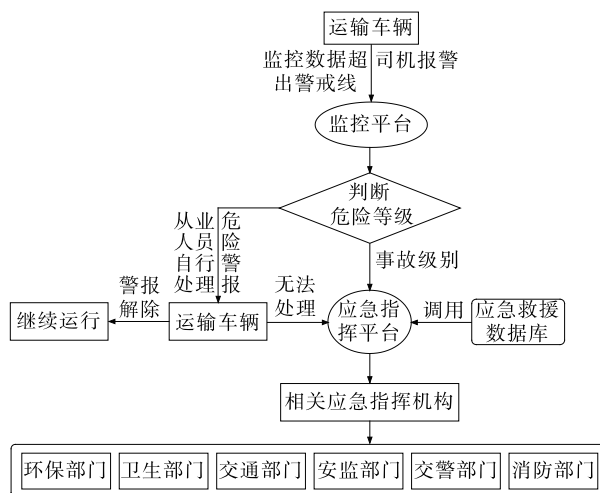 运输车辆
监控数据超
出警戒线
司机报警
监控平台
判断
危险等级
从业
人员
自行
处理
危
险
警
报
事故级别
警报
解除
无法
处理
继续运行
运输车辆
应急指
挥平台
调用
应急救援
数据库
相关应急指挥机构
环保部门
卫生部门
交通部门
安监部门
交警部门
消防部门